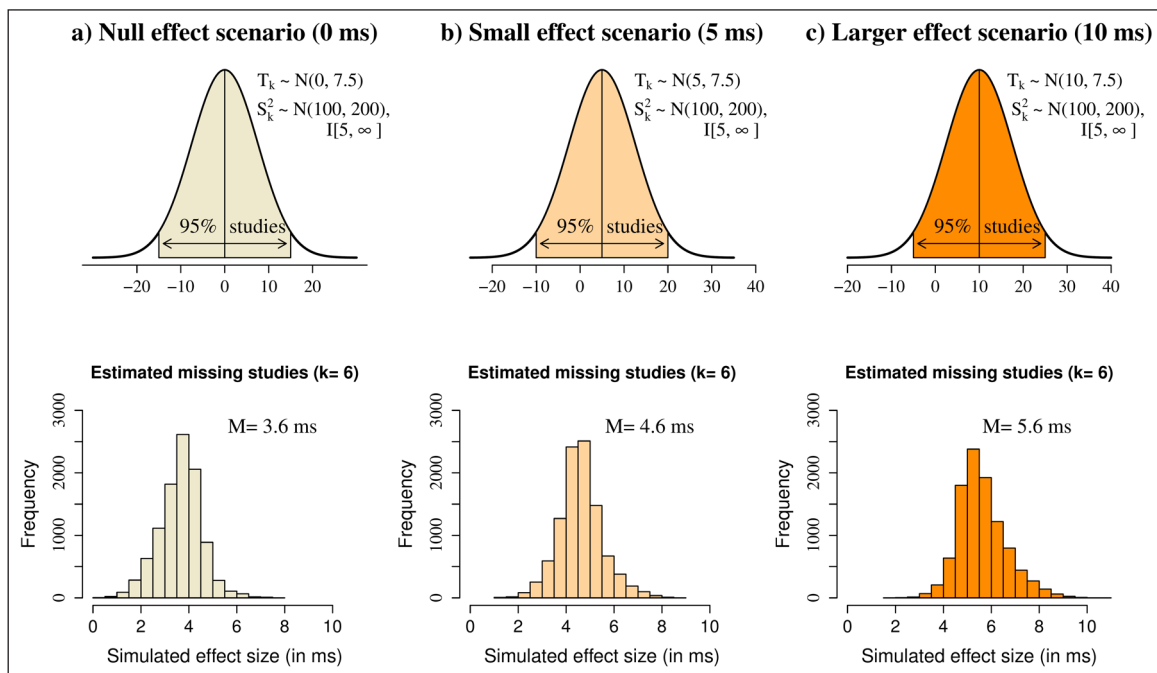 a) Null effect scenario (0 ms)
T_k ~ N(0, 7.5)
S²_k ~ N(100, 200),
I[5, ∞ ]
95% studies
−20 −10 0 10 20
b) Small effect scenario (5 ms)
T_k ~ N(5, 7.5)
S²_k ~ N(100, 200),
I[5, ∞ ]
95% studies
−20 −10 0 10 20 30 40
c) Larger effect scenario (10 ms)
T_k ~ N(10, 7.5)
S²_k ~ N(100, 200),
I[5, ∞ ]
95% studies
−20 −10 0 10 20 30 40
Estimated missing studies (k= 6)
M= 3.6 ms
Frequency
3000
2000
1000
0
0 2 4 6 8 10
Simulated effect size (in ms)
Estimated missing studies (k= 6)
M= 4.6 ms
Frequency
3000
2000
1000
0
0 2 4 6 8 10
Simulated effect size (in ms)
Estimated missing studies (k= 6)
M= 5.6 ms
Frequency
3000
2000
1000
0
0 2 4 6 8 10
Simulated effect size (in ms)